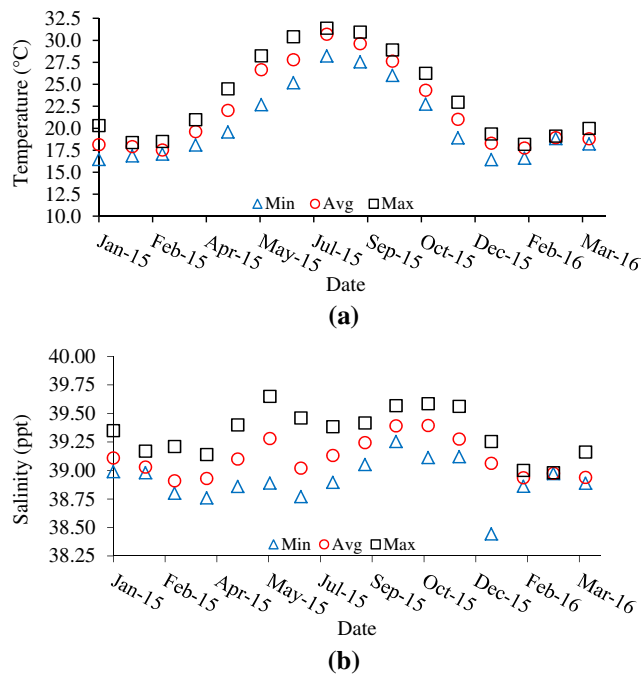 Temperature (°C)
32.5
30.0
27.5
25.0
22.5
20.0
17.5
15.0
12.5
10.0
Min Avg Max
Jan-15 Feb-15 Apr-15 May-15 Jul-15 Sep-15 Oct-15 Dec-15 Feb-16 Mar-16
Date
(a)
Salinity (ppt)
40.00
39.75
39.50
39.25
39.00
38.75
38.50
38.25
Min Avg Max
Jan-15 Feb-15 Apr-15 May-15 Jul-15 Sep-15 Oct-15 Dec-15 Feb-16 Mar-16
Date
(b)